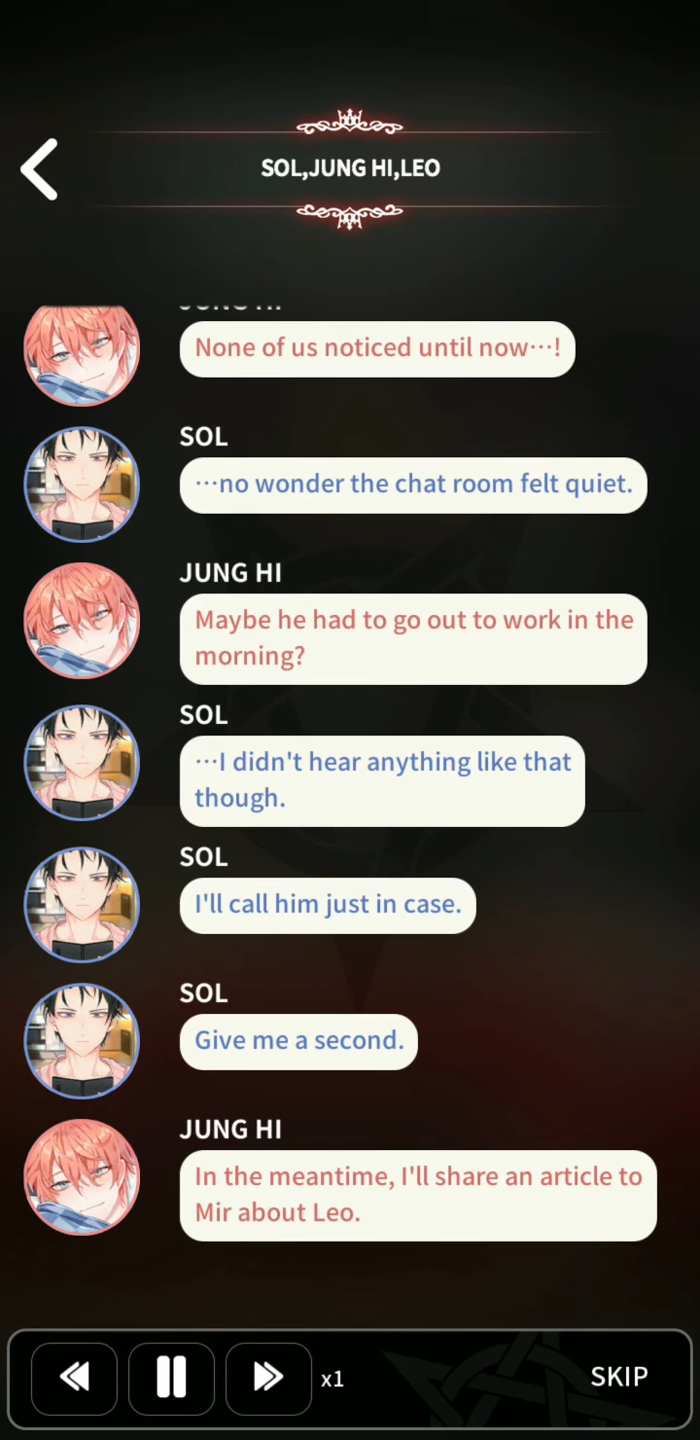 SOL,JUNG HI,LEO
JUNG HI
None of us noticed until now···!
SOL
···no wonder the chat room felt quiet.
JUNG HI
Maybe he had to go out to work in the
morning?
SOL
···I didn't hear anything like that
though.
SOL
I'll call him just in case.
SOL
Give me a second.
JUNG HI
In the meantime, I'll share an article to
Mir about Leo.
x1
SKIP